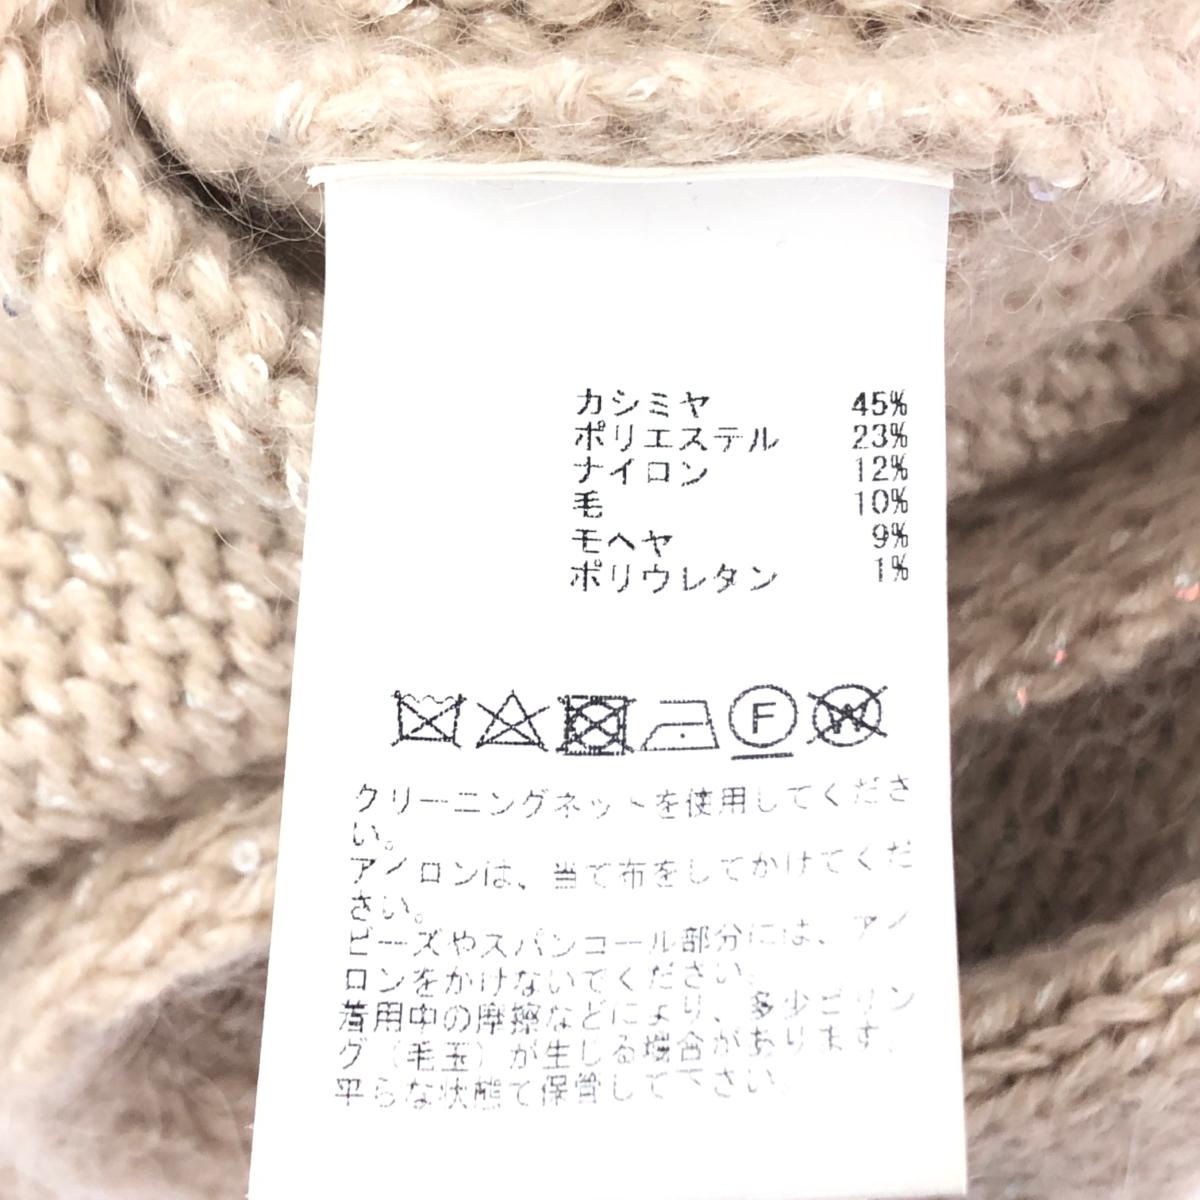 カシミヤ 45%
ポリエステル 23%
ナイロン 12%
毛 10%
モヘヤ 9%
ポリウレタン 1%
F W
クリーニングネットを使用してくださ
い。
アイロンは、当て布をしてかけてくだ
さい。
ビーズやスパンコール部分には、アイ
ロンをかけないでください。
着用中の摩擦などにより、多少ピリン
グ（毛玉）が生じる場合があります。
平らな状態で保管して下さい。